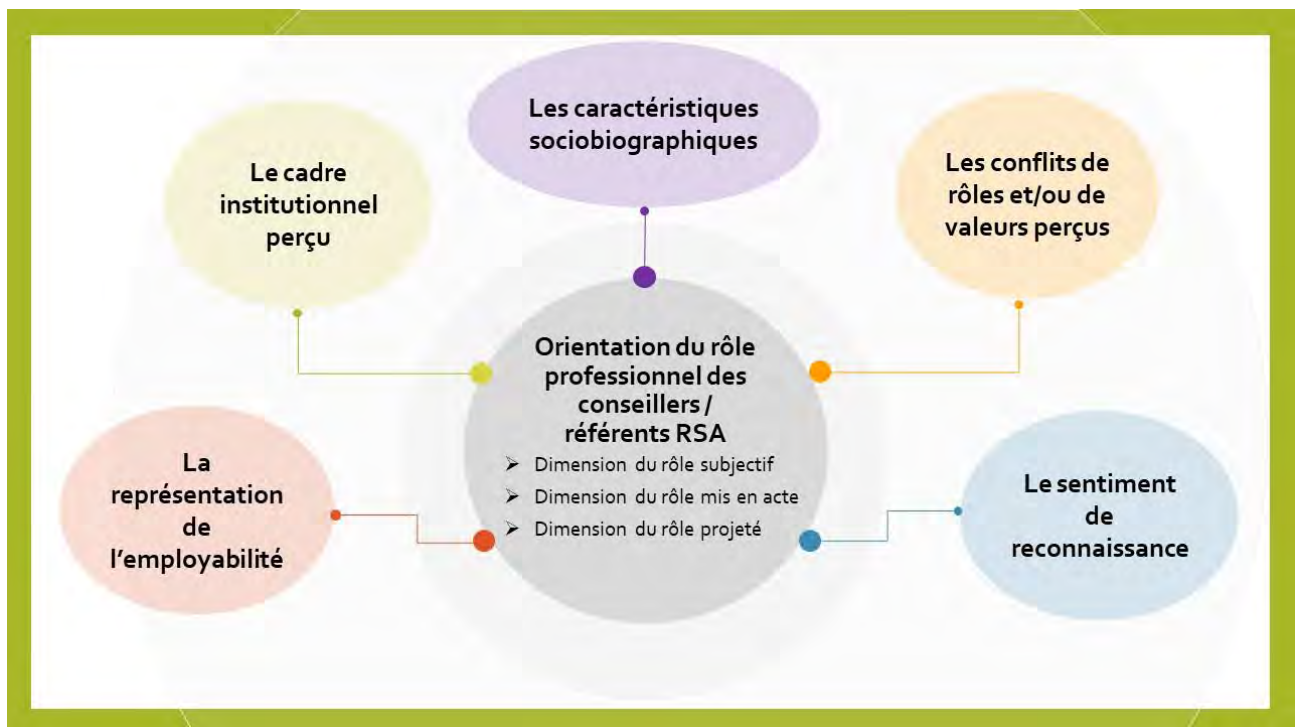 Les caractéristiques
sociobiographiques
Le cadre
institutionnel
perçu
Les conflits de
rôles et/ou de
valeurs perçus
Orientation du rôle
professionnel des
conseillers /
référents RSA
➢ Dimension du rôle subjectif
➢ Dimension du rôle mis en acte
➢ Dimension du rôle projeté
La
représentation
de
l'employabilité
Le sentiment
de
reconnaissance